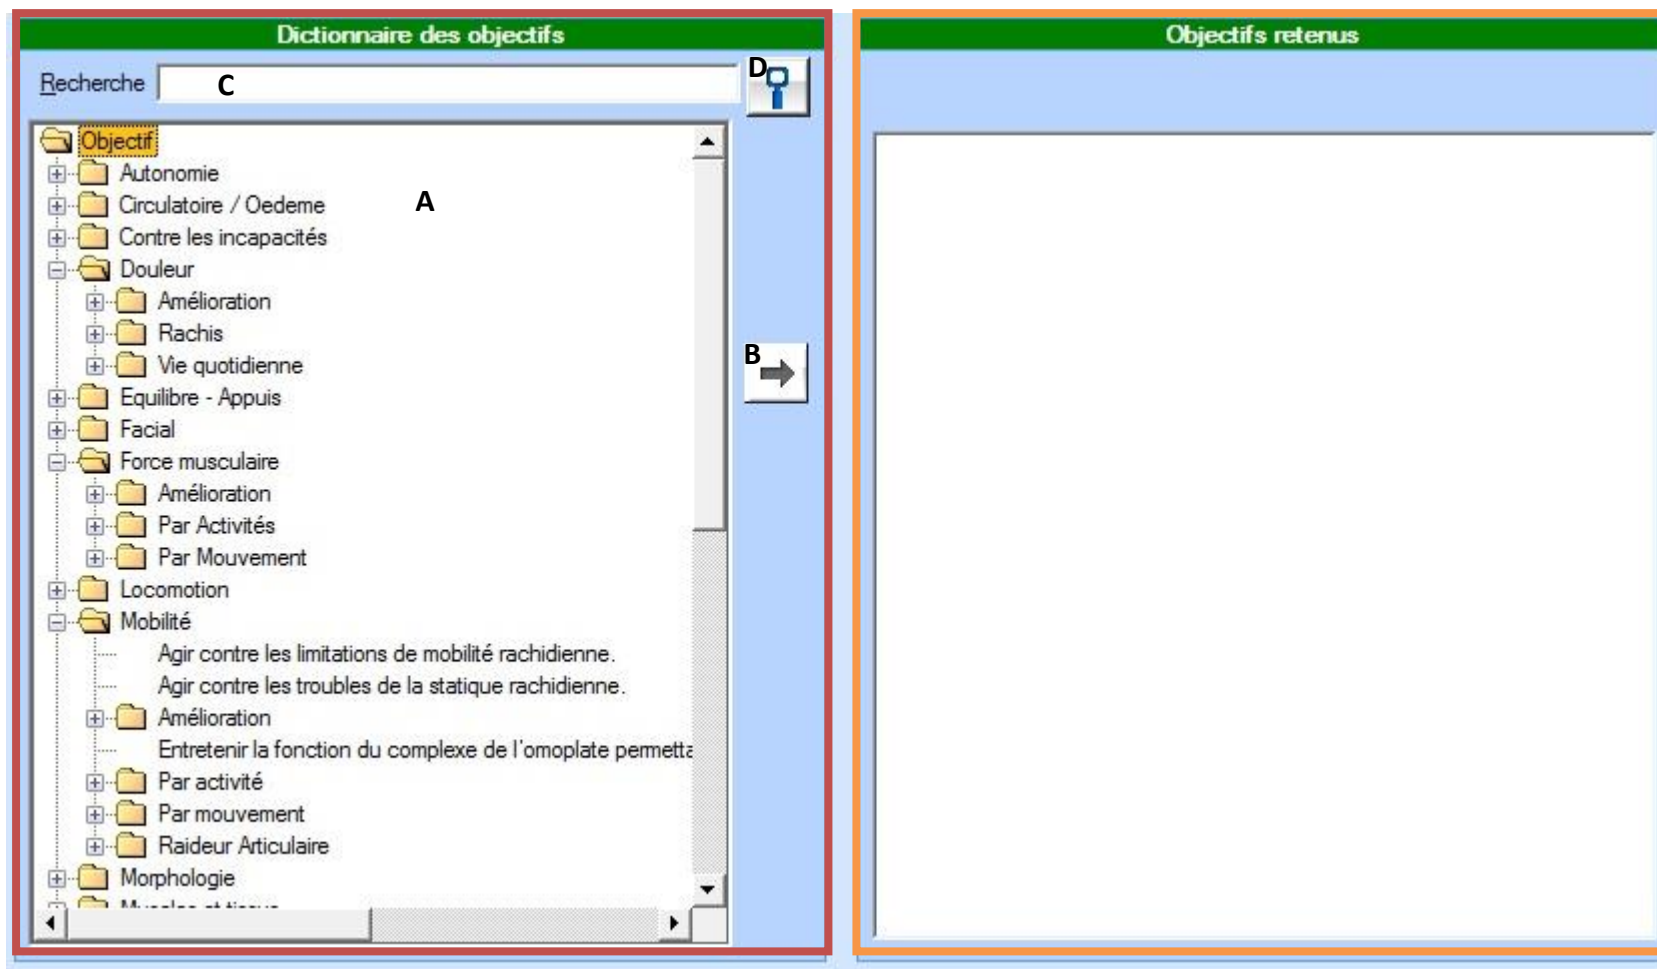 Dictionnaire des objectifs
Recherche C D
Objectif
Autonomie
Circulatoire / Oedeme A
Contre les incapacités
Douleur
Amélioration
Rachis
Vie quotidienne
B
Equilibre - Appuis
Facial
Force musculaire
Amélioration
Par Activités
Par Mouvement
Locomotion
Mobilité
Agir contre les limitations de mobilité rachidienne.
Agir contre les troubles de la statique rachidienne.
Amélioration
Entretenir la fonction du complexe de l'omoplate permetta
Par activité
Par mouvement
Raideur Articulaire
Morphologie
Objectifs retenus